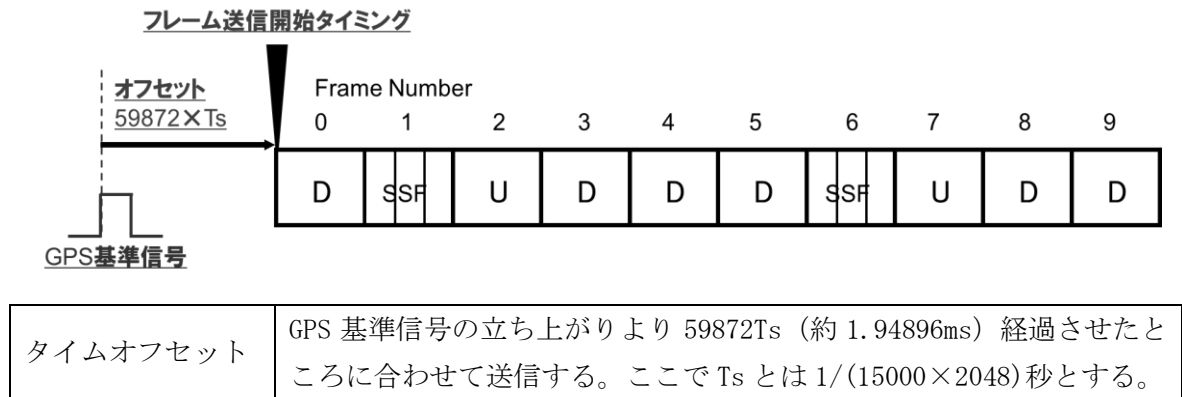 フレーム送信開始タイミング
オフセット
59872×Ts
Frame Number
0 1 2 3 4 5 6 7 8 9
D SSF U D D D SSF U D D
GPS基準信号
タイムオフセット
GPS 基準信号の立ち上がりより 59872Ts (約 1.94896ms) 経過させたと
ころに合わせて送信する。ここで Ts とは 1/(15000×2048)秒とする。